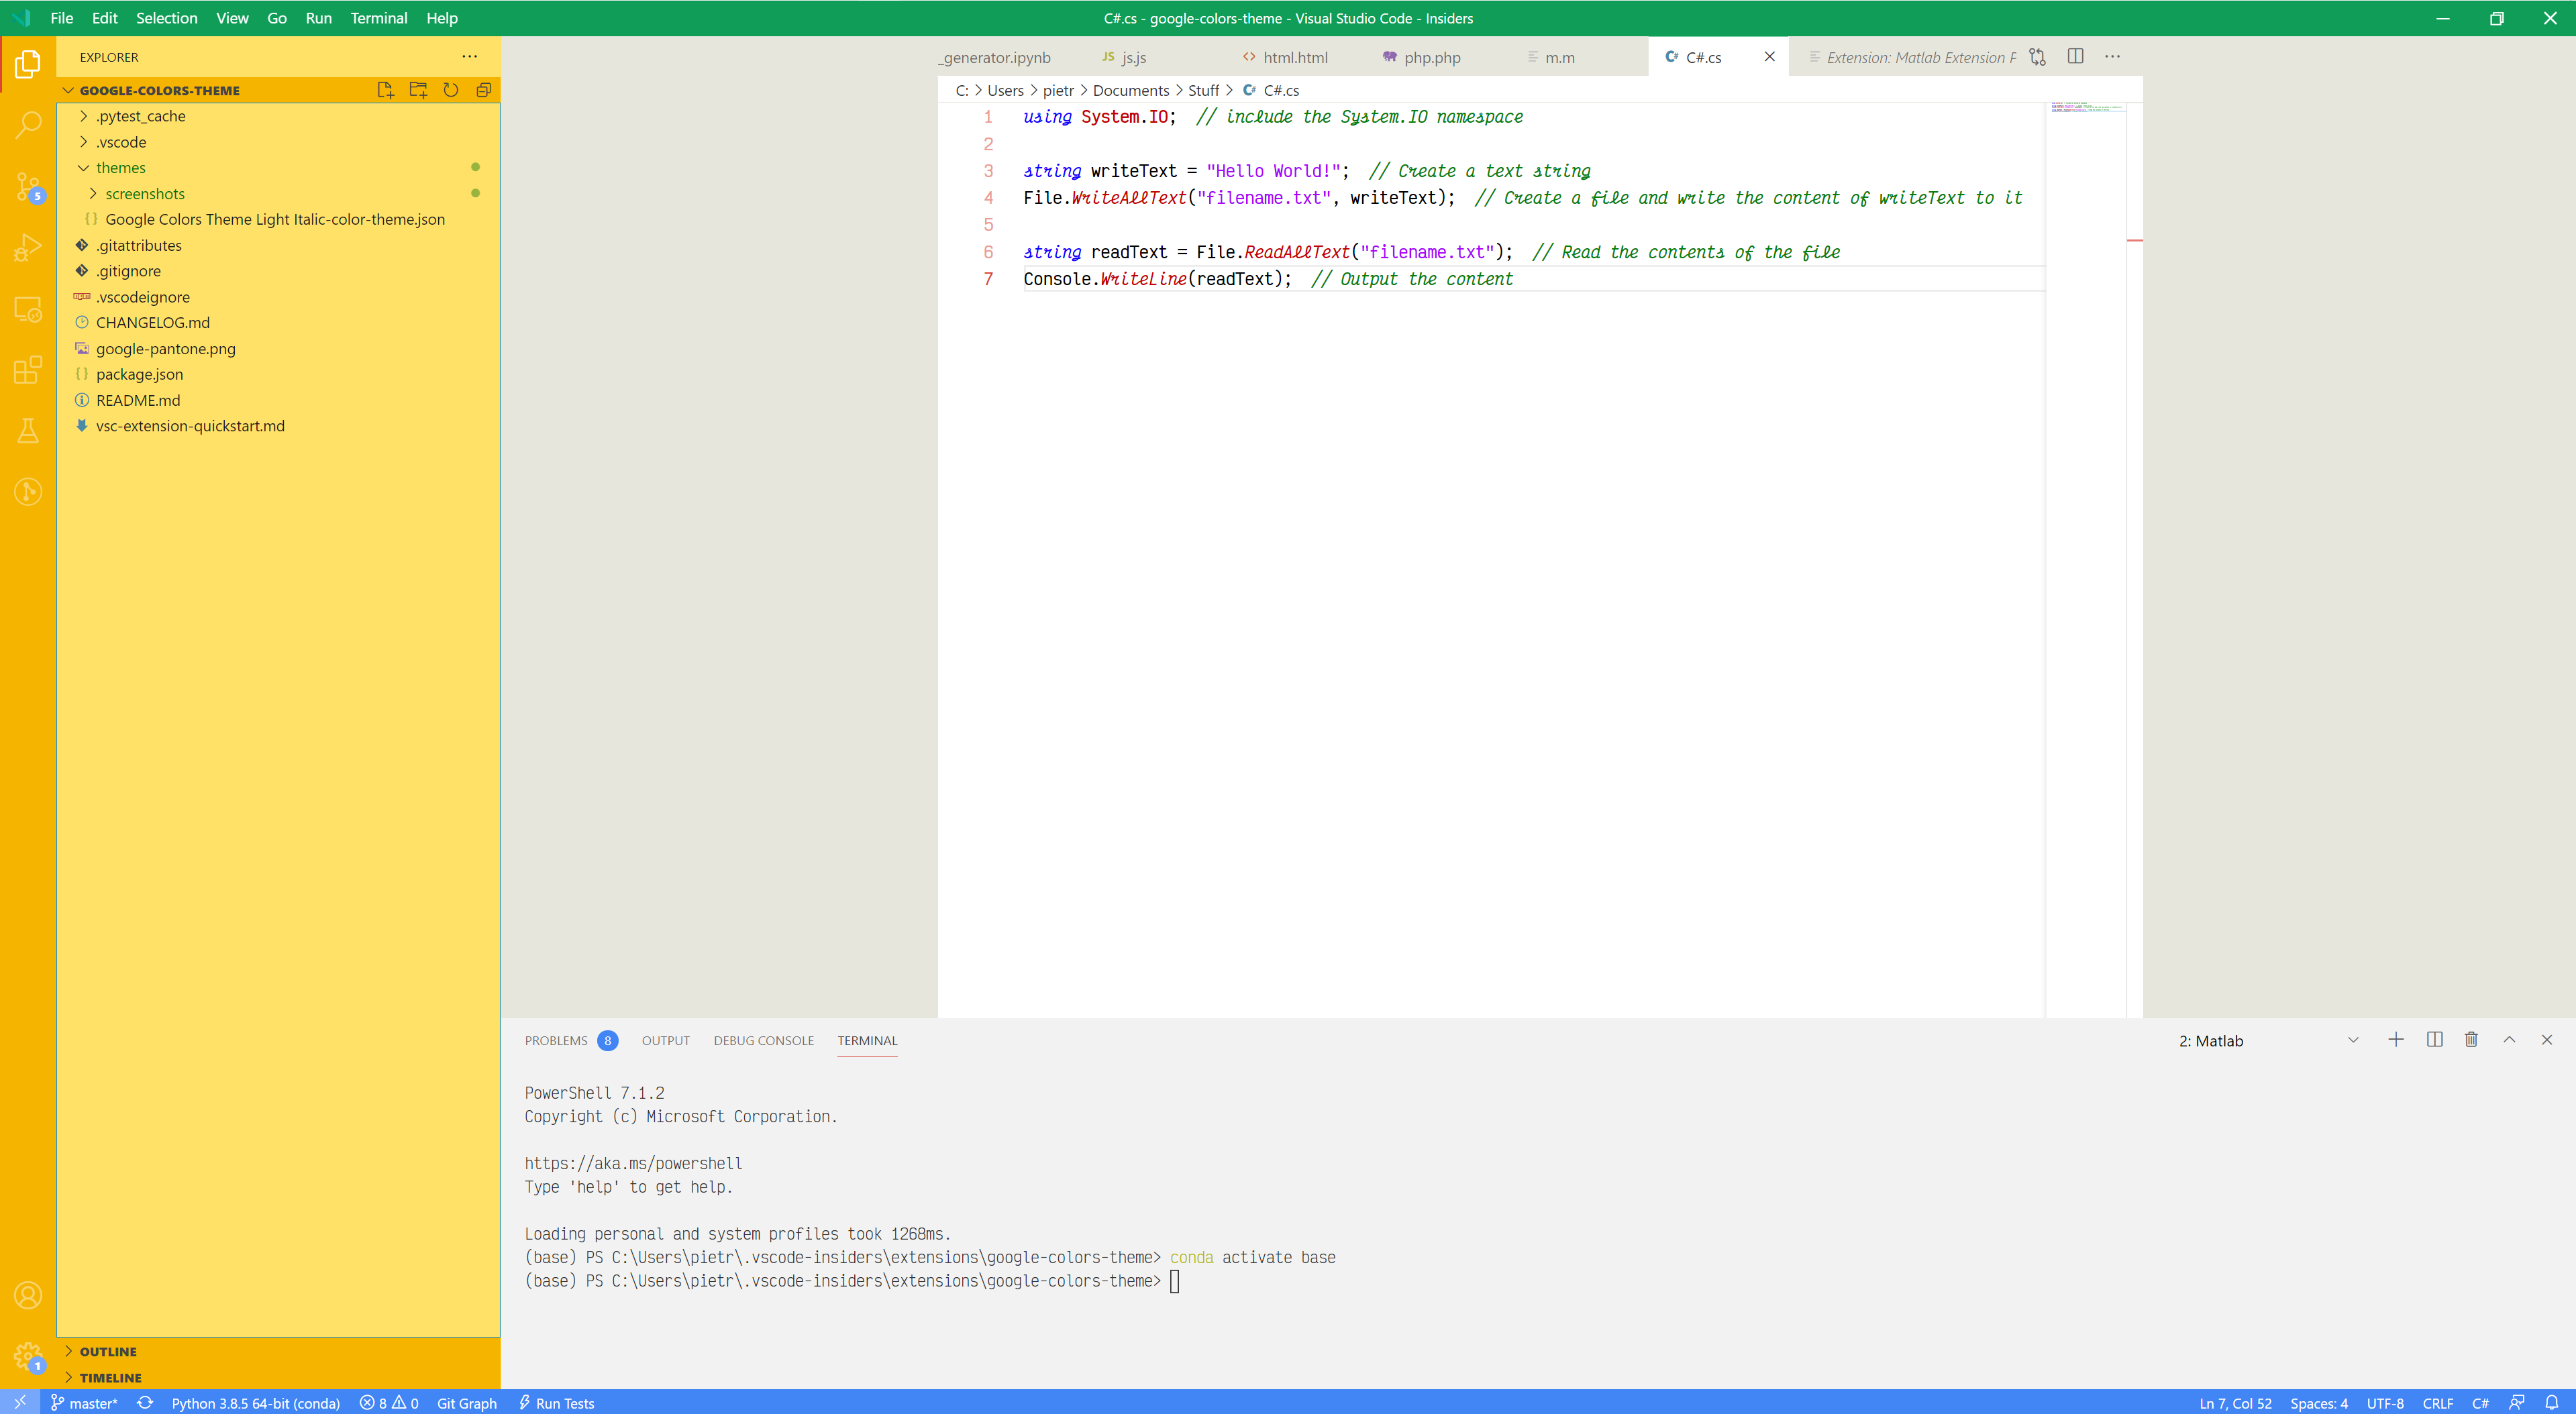 File Edit Selection View Go Run Terminal Help
C#.cs - google-colors-theme - Visual Studio Code - Insiders
EXPLORER
GOOGLE-COLORS-THEME
.pytest_cache
.vscode
themes
screenshots
{} Google Colors Theme Light Italic-color-theme.json
.gitattributes
.gitignore
.vscodeignore
CHANGELOG.md
google-pantone.png
{} package.json
README.md
vsc-extension-quickstart.md
OUTLINE
TIMELINE
5
1
_generator.ipynb
JS js.js
<> html.html
php.php
m.m
C#.cs
Extension: Matlab Extension P
C: > Users > pietr > Documents > Stuff > C#.cs
1 using System.IO; // include the System.IO namespace
2
3 string writeText = "Hello World!"; // Create a text string
4 File.WriteAllText("filename.txt", writeText); // Create a file and write the content of writeText to it
5
6 string readText = File.ReadAllText("filename.txt"); // Read the contents of the file
7 Console.WriteLine(readText); // Output the content
PROBLEMS 8 OUTPUT DEBUG CONSOLE TERMINAL
2: Matlab
PowerShell 7.1.2
Copyright (c) Microsoft Corporation.
https://aka.ms/powershell
Type 'help' to get help.
Loading personal and system profiles took 1268ms.
(base) PS C:\Users\pietr\.vscode-insiders\extensions\google-colors-theme> conda activate base
(base) PS C:\Users\pietr\.vscode-insiders\extensions\google-colors-theme>
master* Python 3.8.5 64-bit (conda) 8 0 Git Graph Run Tests
Ln 7, Col 52 Spaces: 4 UTF-8 CRLF C#